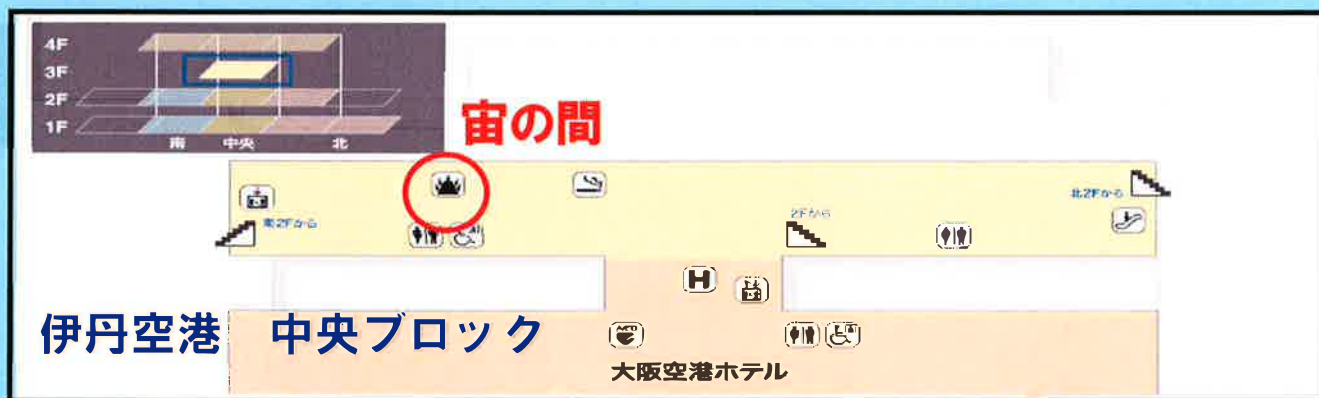 4F
3F
2F
1F
南 中央 北
宙の間
南2Fから
2Fから
北2Fから
H
AED
伊丹空港 中央ブロック
大阪空港ホテル